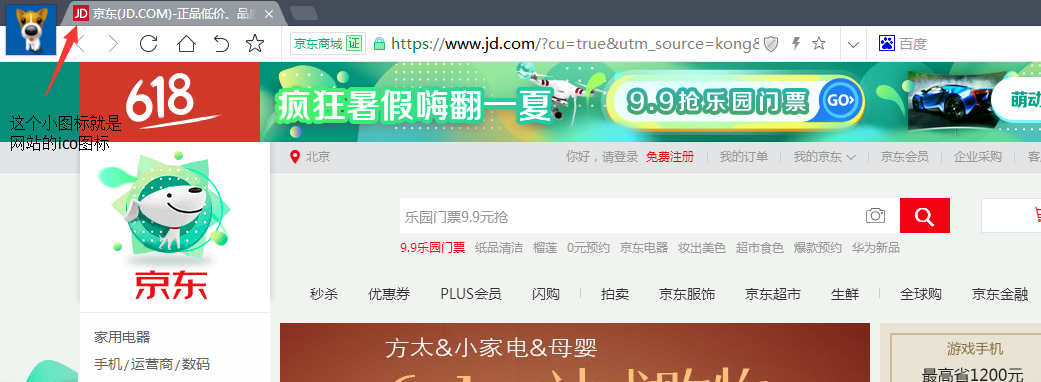 JD 京东(JD.COM)-正品低价、品
京东商城 证 https://www.jd.com/?cu=true&utm_source=kong& 百度
618 疯狂暑假嗨翻一夏 9.9抢乐园门票 GO> 萌动
这个小图标就是
网站的ico图标
北京 你好，请登录 免费注册 我的订单 我的京东 京东会员 企业采购
京东
乐园门票9.9元抢
9.9乐园门票 纸品清洁 榴莲 0元预约 京东电器 妆出美色 超市食色 爆款预约 华为新品
秒杀 优惠券 PLUS会员 闪购 拍卖 京东服饰 京东超市 生鲜 全球购 京东金融
家用电器
手机/运营商/数码
方太&小家电&母婴
游戏手机
最高省1200元